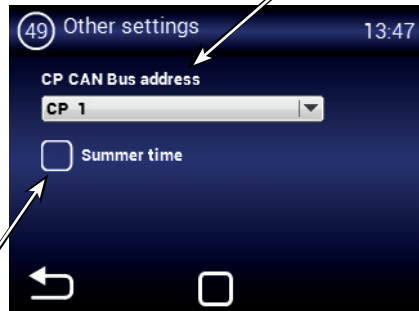 49 Other settings 13:47
CP CAN Bus address
CP 1
Summer time